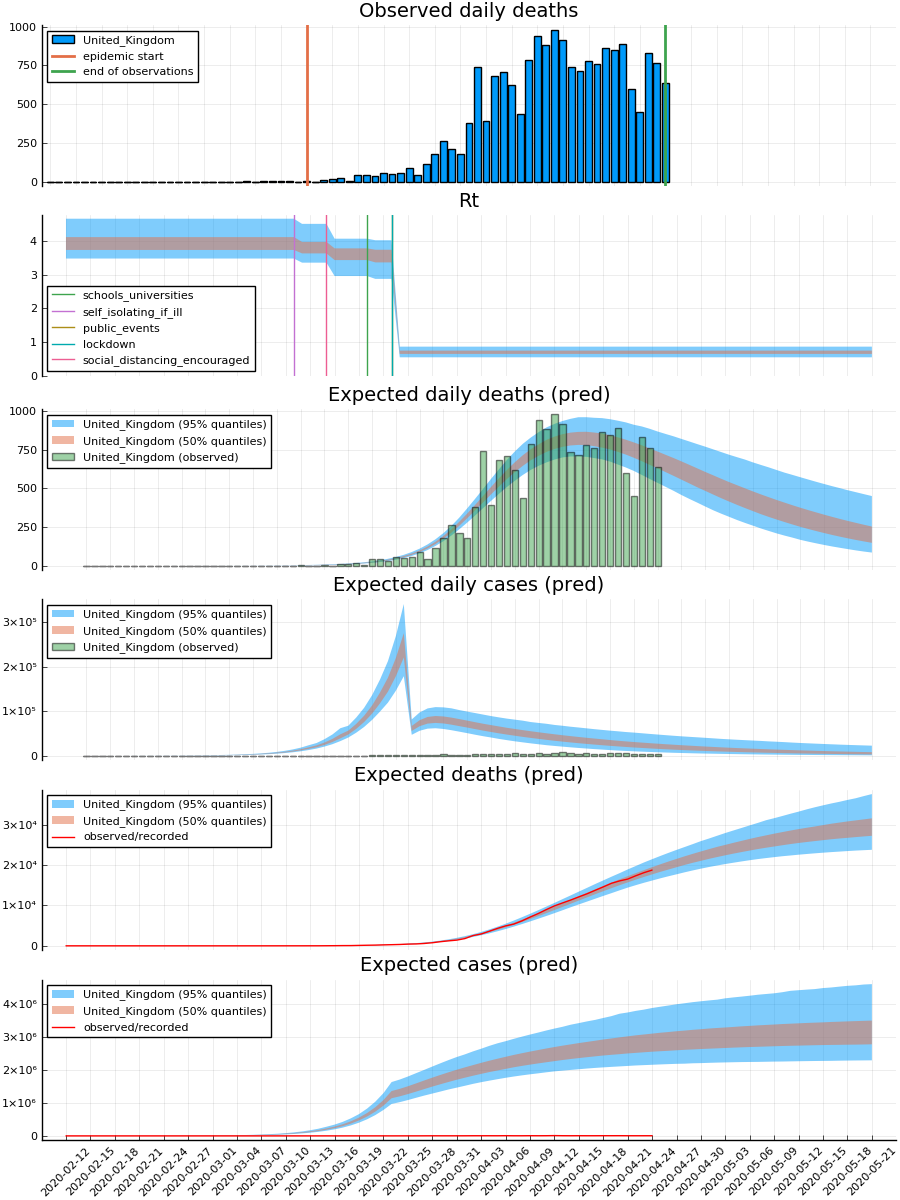 Observed daily deaths
1000
750
500
250
0
United_Kingdom
epidemic start
end of observations
Rt
4
3
2
1
0
schools_universities
self_isolating_if_ill
public_events
lockdown
social_distancing_encouraged
Expected daily deaths (pred)
1000
750
500
250
0
United_Kingdom (95% quantiles)
United_Kingdom (50% quantiles)
United_Kingdom (observed)
Expected daily cases (pred)
3×10⁵
2×10⁵
1×10⁵
0
United_Kingdom (95% quantiles)
United_Kingdom (50% quantiles)
United_Kingdom (observed)
Expected deaths (pred)
3×10⁴
2×10⁴
1×10⁴
0
United_Kingdom (95% quantiles)
United_Kingdom (50% quantiles)
observed/recorded
Expected cases (pred)
4×10⁶
3×10⁶
2×10⁶
1×10⁶
0
United_Kingdom (95% quantiles)
United_Kingdom (50% quantiles)
observed/recorded
2020-02-12
2020-02-15
2020-02-18
2020-02-21
2020-02-24
2020-02-27
2020-03-01
2020-03-04
2020-03-07
2020-03-10
2020-03-13
2020-03-16
2020-03-19
2020-03-22
2020-03-25
2020-03-28
2020-03-31
2020-04-03
2020-04-06
2020-04-09
2020-04-12
2020-04-15
2020-04-18
2020-04-21
2020-04-24
2020-04-27
2020-04-30
2020-05-03
2020-05-06
2020-05-09
2020-05-12
2020-05-15
2020-05-18
2020-05-21